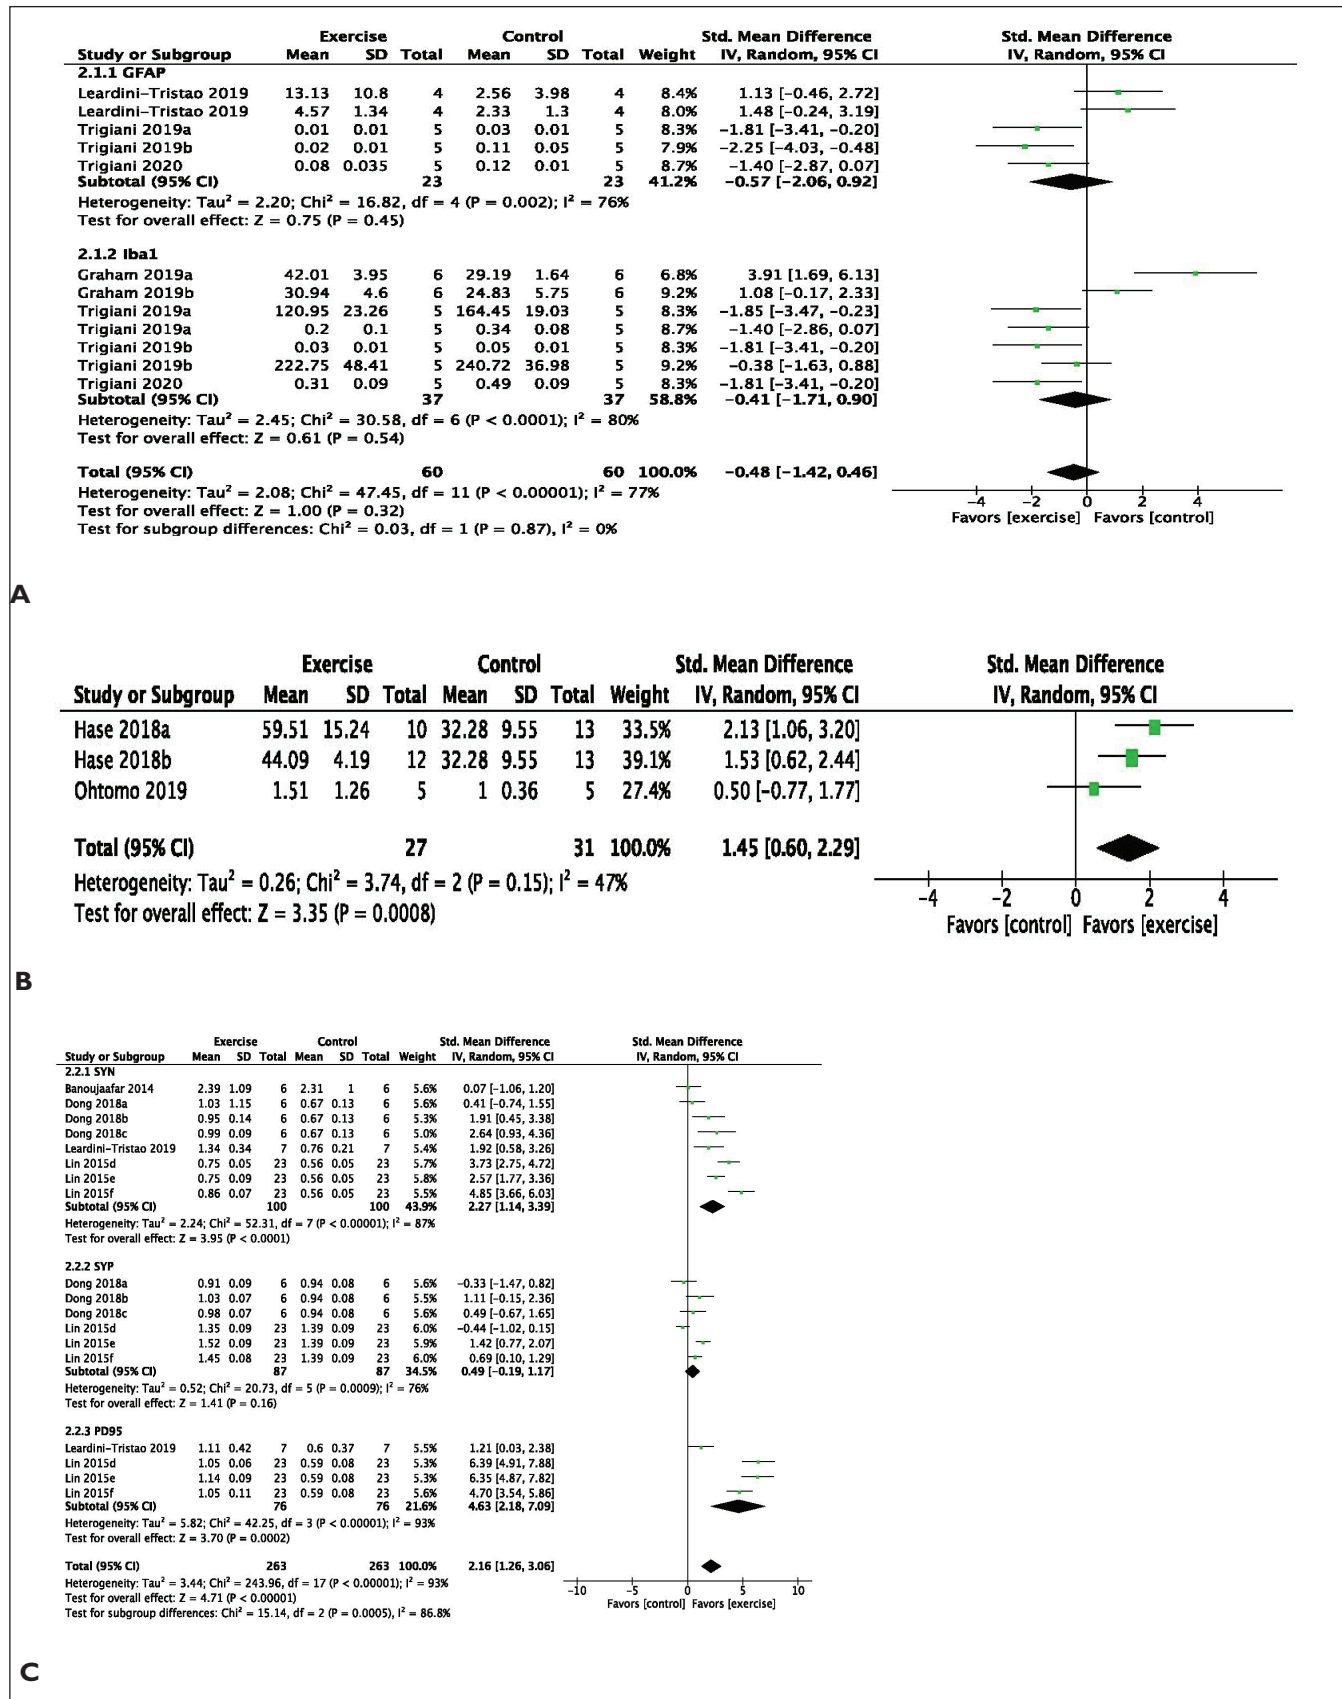 Exercise Control Std. Mean Difference Std. Mean Difference
Study or Subgroup Mean SD Total Mean SD Total Weight IV, Random, 95% CI IV, Random, 95% CI
2.1.1 GFAP
Leardini–Tristao 2019 13.13 10.8 4 2.56 3.98 4 8.4% 1.13 [−0.46, 2.72]
Leardini–Tristao 2019 4.57 1.34 4 2.33 1.3 4 8.0% 1.48 [−0.24, 3.19]
Trigiani 2019a 0.01 0.01 5 0.03 0.01 5 8.3% −1.81 [−3.41, −0.20]
Trigiani 2019b 0.02 0.01 5 0.11 0.05 5 7.9% −2.25 [−4.03, −0.48]
Trigiani 2020 0.08 0.035 5 0.12 0.01 5 8.7% −1.40 [−2.87, 0.07]
Subtotal (95% CI) 23 23 41.2% −0.57 [−2.06, 0.92]
Heterogeneity: Tau² = 2.20; Chi² = 16.82, df = 4 (P = 0.002); I² = 76%
Test for overall effect: Z = 0.75 (P = 0.45)
2.1.2 Iba1
Graham 2019a 42.01 3.95 6 29.19 1.64 6 6.8% 3.91 [1.69, 6.13]
Graham 2019b 30.94 4.6 6 24.83 5.75 6 9.2% 1.08 [−0.17, 2.33]
Trigiani 2019a 120.95 23.26 5 164.45 19.03 5 8.3% −1.85 [−3.47, −0.23]
Trigiani 2019a 0.2 0.1 5 0.34 0.08 5 8.7% −1.40 [−2.86, 0.07]
Trigiani 2019b 0.03 0.01 5 0.05 0.01 5 8.3% −1.81 [−3.41, −0.20]
Trigiani 2019b 222.75 48.41 5 240.72 36.98 5 9.2% −0.38 [−1.63, 0.88]
Trigiani 2020 0.31 0.09 5 0.49 0.09 5 8.3% −1.81 [−3.41, −0.20]
Subtotal (95% CI) 37 37 58.8% −0.41 [−1.71, 0.90]
Heterogeneity: Tau² = 2.45; Chi² = 30.58, df = 6 (P < 0.0001); I² = 80%
Test for overall effect: Z = 0.61 (P = 0.54)
Total (95% CI) 60 60 100.0% −0.48 [−1.42, 0.46]
Heterogeneity: Tau² = 2.08; Chi² = 47.45, df = 11 (P < 0.00001); I² = 77%
Test for overall effect: Z = 1.00 (P = 0.32)
Test for subgroup differences: Chi² = 0.03, df = 1 (P = 0.87), I² = 0%
−4 −2 0 2 4
Favors [exercise] Favors [control]
A
Exercise Control Std. Mean Difference Std. Mean Difference
Study or Subgroup Mean SD Total Mean SD Total Weight IV, Random, 95% CI IV, Random, 95% CI
Hase 2018a 59.51 15.24 10 32.28 9.55 13 33.5% 2.13 [1.06, 3.20]
Hase 2018b 44.09 4.19 12 32.28 9.55 13 39.1% 1.53 [0.62, 2.44]
Ohtomo 2019 1.51 1.26 5 1 0.36 5 27.4% 0.50 [−0.77, 1.77]
Total (95% CI) 27 31 100.0% 1.45 [0.60, 2.29]
Heterogeneity: Tau² = 0.26; Chi² = 3.74, df = 2 (P = 0.15); I² = 47%
Test for overall effect: Z = 3.35 (P = 0.0008)
−4 −2 0 2 4
Favors [control] Favors [exercise]
B
Exercise Control Std. Mean Difference Std. Mean Difference
Study or Subgroup Mean SD Total Mean SD Total Weight IV, Random, 95% CI IV, Random, 95% CI
2.2.1 SYN
Banoujaafar 2014 2.39 1.09 6 2.31 1 6 5.6% 0.07 [−1.06, 1.20]
Dong 2018a 1.03 1.15 6 0.67 0.13 6 5.6% 0.41 [−0.74, 1.55]
Dong 2018b 0.95 0.14 6 0.67 0.13 6 5.3% 1.91 [0.45, 3.38]
Dong 2018c 0.99 0.09 6 0.67 0.13 6 5.0% 2.64 [0.93, 4.36]
Leardini–Tristao 2019 1.34 0.34 7 0.76 0.21 7 5.4% 1.92 [0.58, 3.26]
Lin 2015d 0.75 0.05 23 0.56 0.05 23 5.7% 3.73 [2.75, 4.72]
Lin 2015e 0.75 0.09 23 0.56 0.05 23 5.8% 2.57 [1.77, 3.36]
Lin 2015f 0.86 0.07 23 0.56 0.05 23 5.5% 4.85 [3.66, 6.03]
Subtotal (95% CI) 100 100 43.9% 2.27 [1.14, 3.39]
Heterogeneity: Tau² = 2.24; Chi² = 52.31, df = 7 (P < 0.00001); I² = 87%
Test for overall effect: Z = 3.95 (P < 0.0001)
2.2.2 SYP
Dong 2018a 0.91 0.09 6 0.94 0.08 6 5.6% −0.33 [−1.47, 0.82]
Dong 2018b 1.03 0.07 6 0.94 0.08 6 5.5% 1.11 [−0.15, 2.36]
Dong 2018c 0.98 0.07 6 0.94 0.08 6 5.6% 0.49 [−0.67, 1.65]
Lin 2015d 1.35 0.09 23 1.39 0.09 23 6.0% −0.44 [−1.02, 0.15]
Lin 2015e 1.52 0.09 23 1.39 0.09 23 5.9% 1.42 [0.77, 2.07]
Lin 2015f 1.45 0.08 23 1.39 0.09 23 6.0% 0.69 [0.10, 1.29]
Subtotal (95% CI) 87 87 34.5% 0.49 [−0.19, 1.17]
Heterogeneity: Tau² = 0.52; Chi² = 20.73, df = 5 (P = 0.0009); I² = 76%
Test for overall effect: Z = 1.41 (P = 0.16)
2.2.3 PD95
Leardini–Tristao 2019 1.11 0.42 7 0.6 0.37 7 5.5% 1.21 [0.03, 2.38]
Lin 2015d 1.05 0.06 23 0.59 0.08 23 5.3% 6.39 [4.91, 7.88]
Lin 2015e 1.14 0.09 23 0.59 0.08 23 5.3% 6.35 [4.87, 7.82]
Lin 2015f 1.05 0.11 23 0.59 0.08 23 5.6% 4.70 [3.54, 5.86]
Subtotal (95% CI) 76 76 21.6% 4.63 [2.18, 7.09]
Heterogeneity: Tau² = 5.82; Chi² = 42.25, df = 3 (P < 0.00001); I² = 93%
Test for overall effect: Z = 3.70 (P = 0.0002)
Total (95% CI) 263 263 100.0% 2.16 [1.26, 3.06]
Heterogeneity: Tau² = 3.44; Chi² = 243.96, df = 17 (P < 0.00001); I² = 93%
Test for overall effect: Z = 4.71 (P < 0.00001)
Test for subgroup differences: Chi² = 15.14, df = 2 (P = 0.0005), I² = 86.8%
−10 −5 0 5 10
Favors [control] Favors [exercise]
C